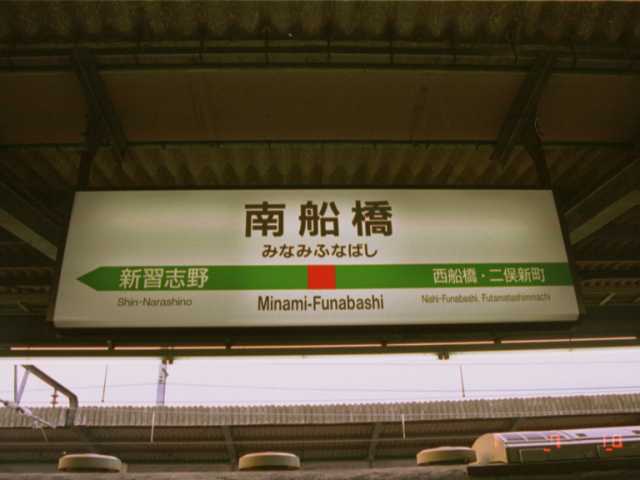 南船橋
みなみふなばし
新習志野 西船橋・二俣新町
Shin-Narashino Minami-Funabashi Nishi-Funabashi, Futamatashimmachi